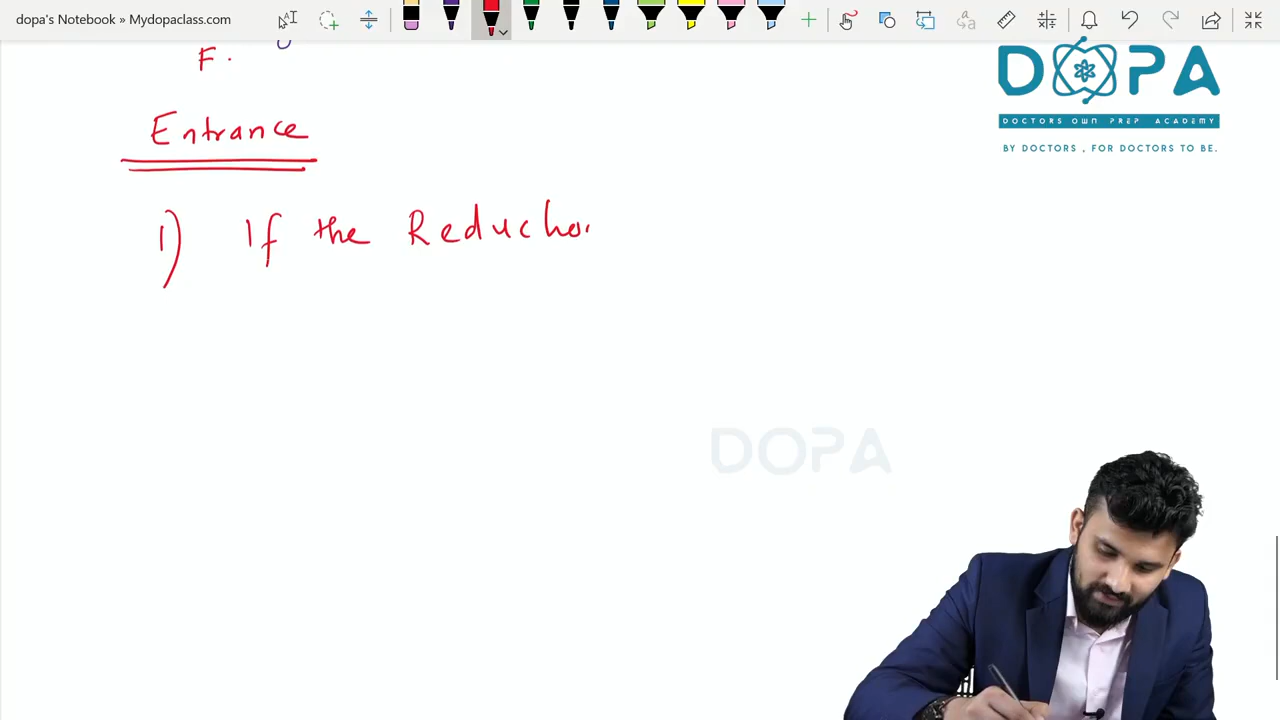 dopa's Notebook » Mydopaclass.com
F.
DOPA
DOCTORS OWN PREP ACADEMY
BY DOCTORS , FOR DOCTORS TO BE.
Entrance
1) If the Reductio
DOPA